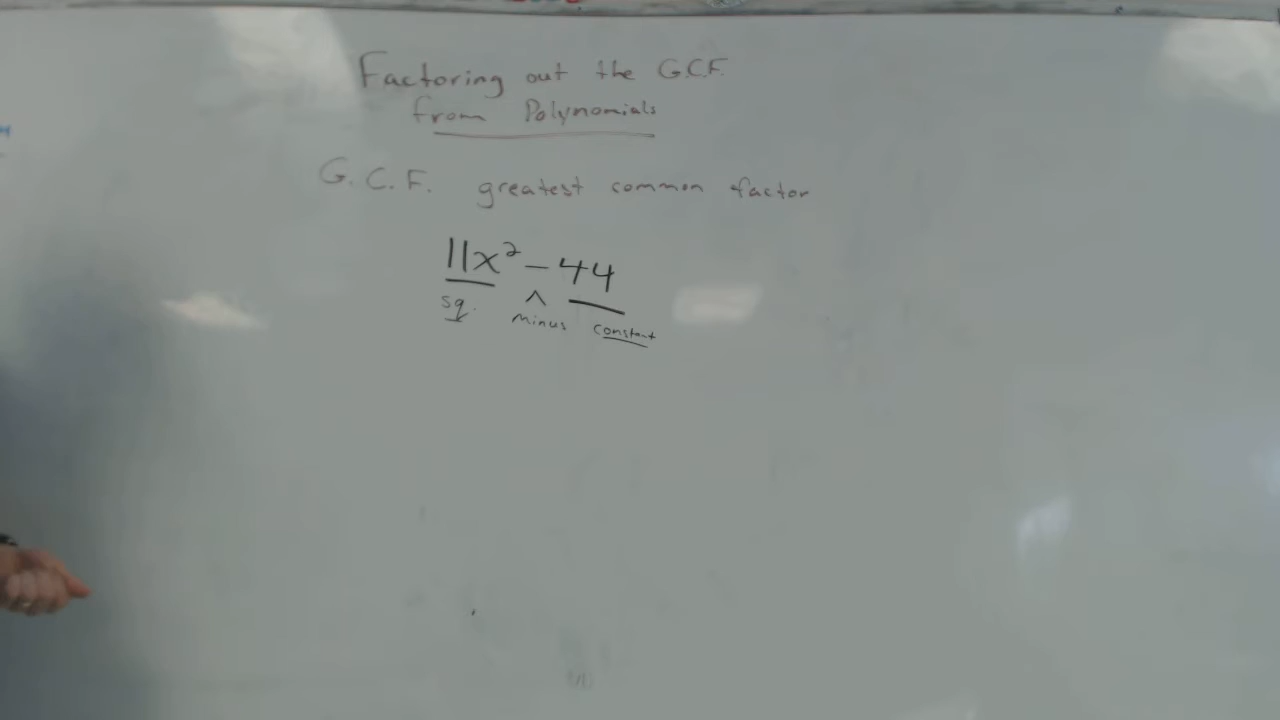 Factoring out the G.C.F.
from Polynomials
G.C.F. greatest common factor
11x² - 44
sq. ^ minus constant